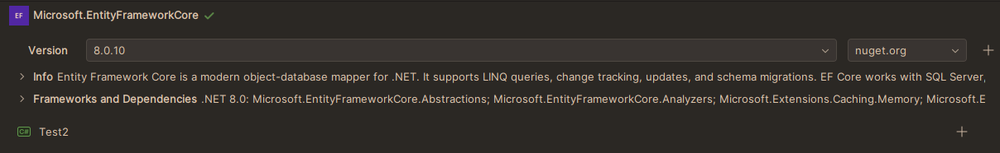 EF Microsoft.EntityFrameworkCore
Version 8.0.10 nuget.org
Info Entity Framework Core is a modern object-database mapper for .NET. It supports LINQ queries, change tracking, updates, and schema migrations. EF Core works with SQL Server,
Frameworks and Dependencies .NET 8.0: Microsoft.EntityFrameworkCore.Abstractions; Microsoft.EntityFrameworkCore.Analyzers; Microsoft.Extensions.Caching.Memory; Microsoft.E
C# Test2